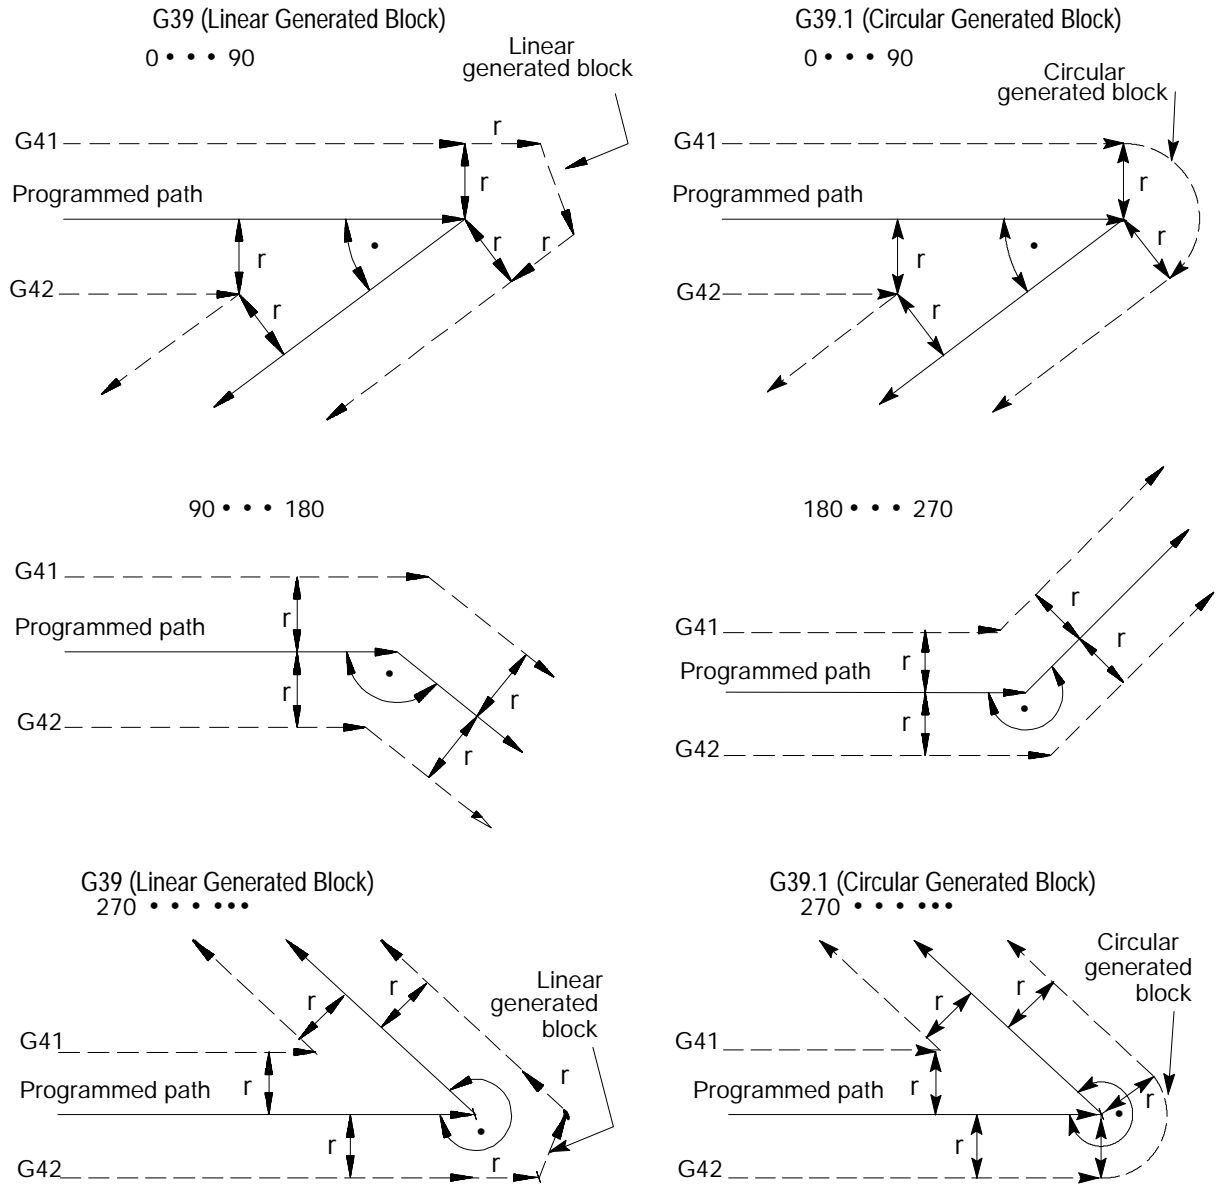 G39 (Linear Generated Block)
0 • • • 90
Linear
generated block
G41
r
r
Programmed path
r
r
r
G42
r
G39.1 (Circular Generated Block)
0 • • • 90
Circular
generated block
G41
r
Programmed path
r
r
G42
r
90 • • • 180
G41
r
Programmed path
r
r
G42
r
180 • • • 270
r
G41
r
r
Programmed path
r
G42
G39 (Linear Generated Block)
270 • • • •••
Linear
generated
block
r
r
G41
r
r
Programmed path
r
r
G42
G39.1 (Circular Generated Block)
270 • • • •••
Circular
generated
block
r
r
G41
r
r
Programmed path
r
G42